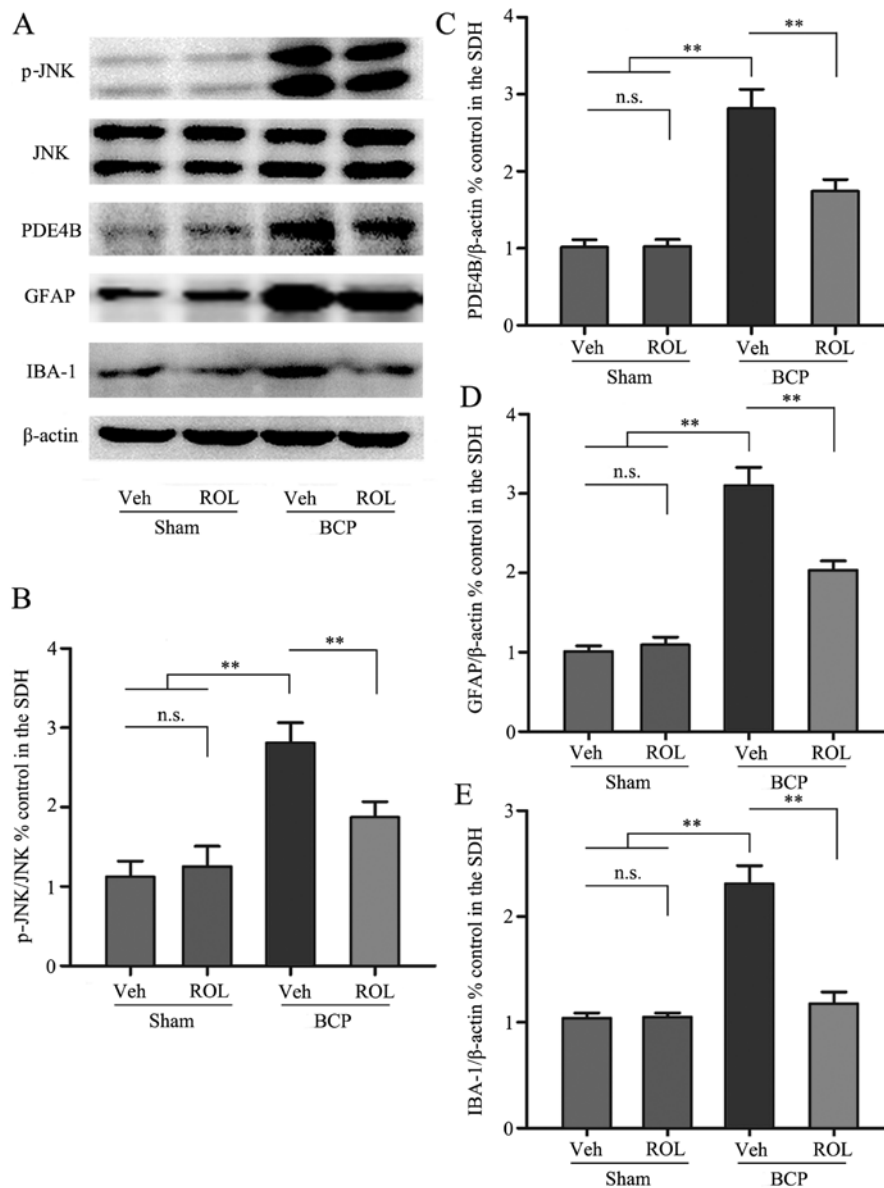 A
p-JNK
JNK
PDE4B
GFAP
IBA-1
β-actin
Veh ROL Veh ROL
Sham BCP
B
p-JNK/JNK % control in the SDH
4
3
2
1
0
n.s.
**
**
Veh ROL Veh ROL
Sham BCP
C
PDE4B/β-actin % control in the SDH
4
3
2
1
0
n.s.
**
**
Veh ROL Veh ROL
Sham BCP
D
GFAP/β-actin % control in the SDH
4
3
2
1
0
n.s.
**
**
Veh ROL Veh ROL
Sham BCP
E
IBA-1/β-actin % control in the SDH
3
2
1
0
n.s.
**
**
Veh ROL Veh ROL
Sham BCP